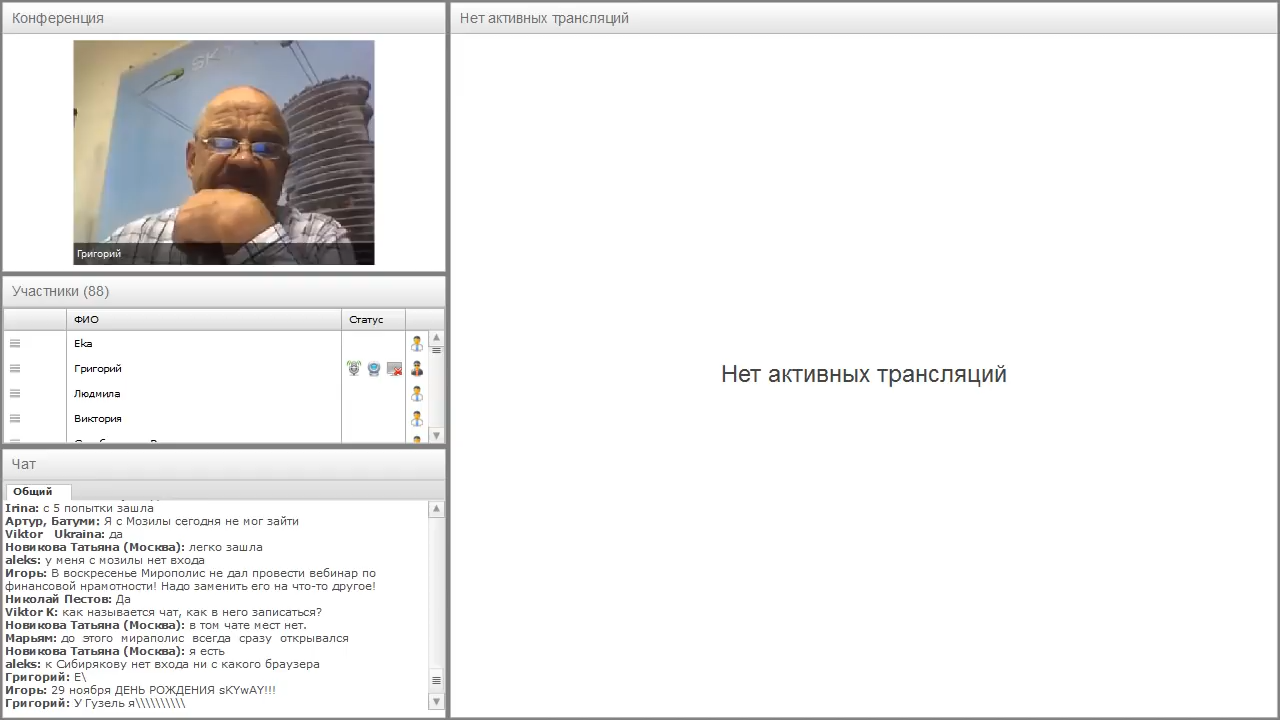 Конференция
SK
Григорий
Участники (88)
ФИО
Статус
Eka
Григорий
Людмила
Виктория
Чат
Общий
Irina: с 5 попытки зашла
Артур, Батуми: Я с Мозилы сегодня не мог зайти
Viktor Ukraina: да
Новикова Татьяна (Москва): легко зашла
aleks: у меня с мозилы нет входа
Игорь: В воскресенье Мирополис не дал провести вебинар по
финансовой нрамотности! Надо заменить его на что-то другое!
Николай Пестов: Да
Viktor K: как называется чат, как в него записаться?
Новикова Татьяна (Москва): в том чате мест нет.
Марьям: до этого мираполис всегда сразу открывался
Новикова Татьяна (Москва): я есть
aleks: к Сибирякову нет входа ни с какого браузера
Григорий: Е\
Игорь: 29 ноября ДЕНЬ РОЖДЕНИЯ sKYwAY!!!
Григорий: У Гузель я\\\\\\\\\\
Нет активных трансляций
Нет активных трансляций